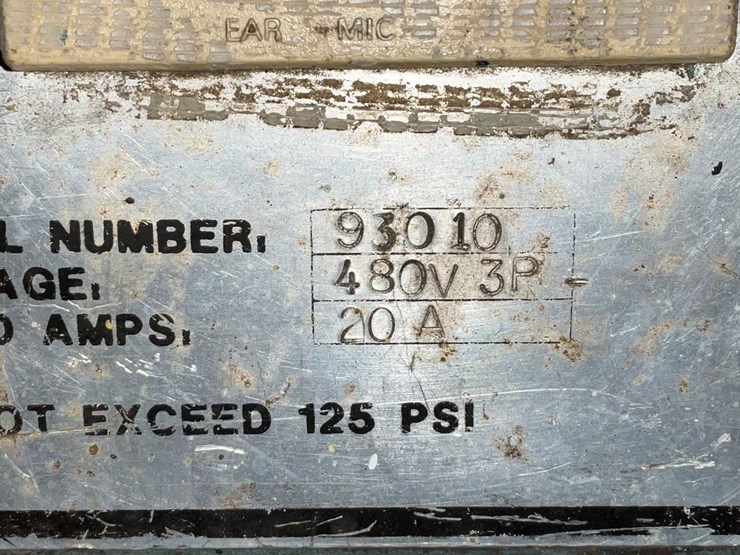 EAR - MIC
L NUMBER: 93010
AGE: 480V 3P
D AMPS: 20 A
OT EXCEED 125 PSI